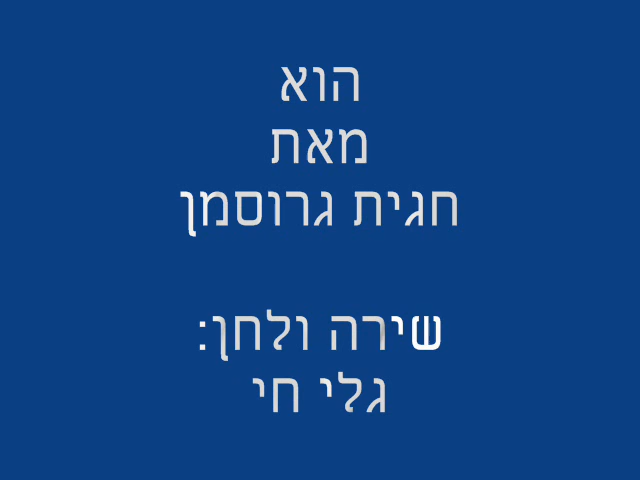 הוא
מאת
חגית גרוסמן
שירה ולחן:
גלי חי